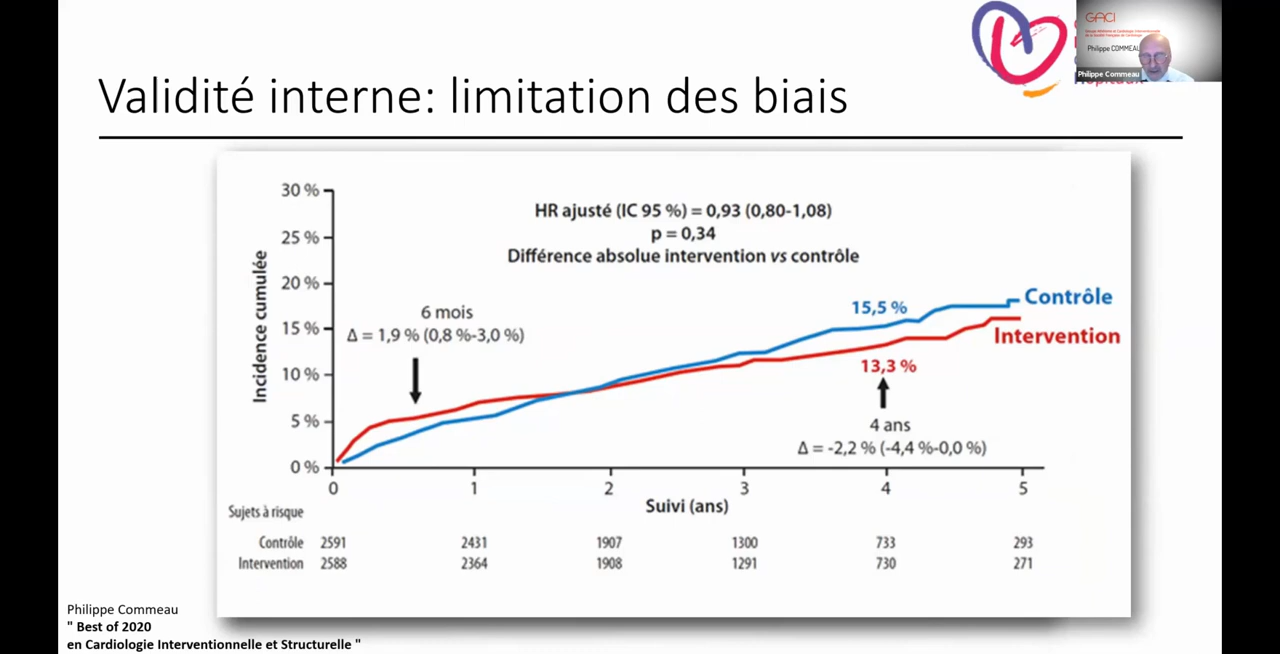 Validité interne: limitation des biais
GACI
Philippe COMMEAU
Philippe Commeau
30 %
25 %
20 %
15 %
10 %
5 %
0 %
Incidence cumulée
HR ajusté (IC 95 %) = 0,93 (0,80-1,08)
p = 0,34
Différence absolue intervention vs contrôle
6 mois
Δ = 1,9 % (0,8 %-3,0 %)
15,5 %
Contrôle
Intervention
13,3 %
4 ans
Δ = -2,2 % (-4,4 %-0,0 %)
0 1 2 3 4 5
Suivi (ans)
Sujets à risque
Contrôle 2591 2431 1907 1300 733 293
Intervention 2588 2364 1908 1291 730 271
Philippe Commeau
" Best of 2020
en Cardiologie Interventionnelle et Structurelle "